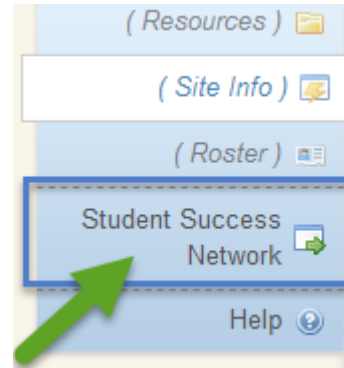 ( Resources )
( Site Info )
( Roster )
Student Success
Network
Help